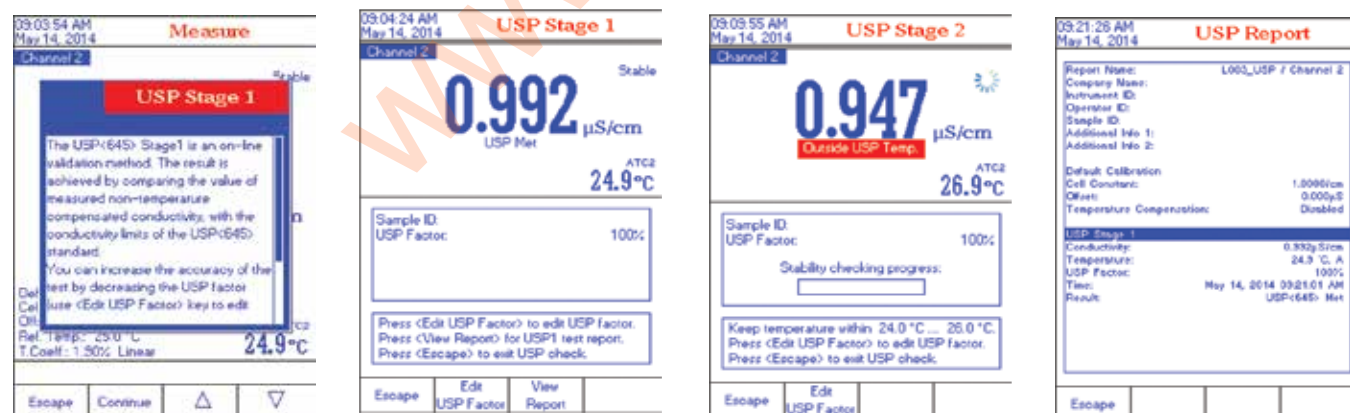 09:03:54 AM
May 14, 2014
Measure
Channel 2
Stable
USP Stage 1
The USP<645> Stage1 is an on-line
validation method. The result is
achieved by comparing the value of
measured non-temperature
compensated conductivity, with the
conductivity limits of the USP<645>
standard.
You can increase the accuracy of the
test by decreasing the USP factor
(use <Edit USP Factor> key to edit
Ref. Temp.: 25.0 °C
T.Coeff.: 1.90% Linear
24.9°C
Escape
Continue
09:04:24 AM
May 14, 2014
USP Stage 1
Channel 2
Stable
0.992 µS/cm
USP Met
ATC2
24.9°C
Sample ID:
USP Factor: 100%
Press <Edit USP Factor> to edit USP factor.
Press <View Report> for USP1 test report.
Press <Escape> to exit USP check.
Escape
Edit USP Factor
View Report
09:09:55 AM
May 14, 2014
USP Stage 2
Channel 2
0.947 µS/cm
Outside USP Temp.
ATC2
26.9°C
Sample ID:
USP Factor: 100%
Stability checking progress:
Keep temperature within 24.0 °C ... 26.0 °C.
Press <Edit USP Factor> to edit USP factor.
Press <Escape> to exit USP check.
Escape
Edit USP Factor
09:21:26 AM
May 14, 2014
USP Report
Report Name: L003_USP / Channel 2
Company Name:
Instrument ID:
Operator ID:
Sample ID:
Additional Info 1:
Additional Info 2:
Default Calibration
Cell Constant: 1.0000/cm
Offset: 0.000µS
Temperature Compensation: Disabled
USP Stage 1
Conductivity: 0.992µS/cm
Temperature: 24.9 °C, A
USP Factor: 100%
Time: May 14, 2014 09:21:01 AM
Result: USP<645> Met
Escape